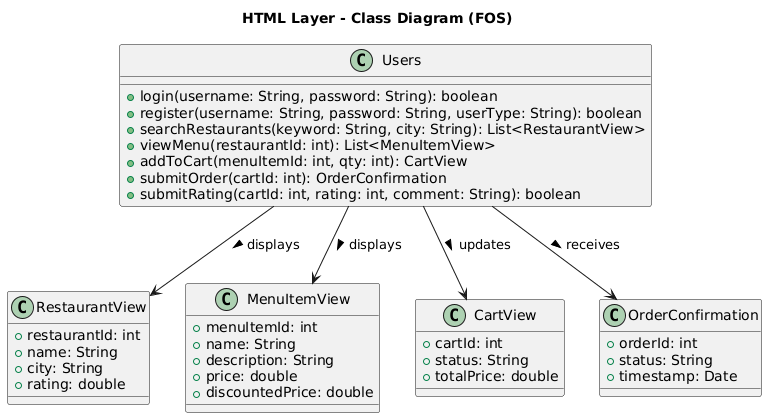 HTML Layer - Class Diagram (FOS)
C Users
login(username: String, password: String): boolean
register(username: String, password: String, userType: String): boolean
searchRestaurants(keyword: String, city: String): List<RestaurantView>
viewMenu(restaurantId: int): List<MenuItemView>
addToCart(menuItemId: int, qty: int): CartView
submitOrder(cartId: int): OrderConfirmation
submitRating(cartId: int, rating: int, comment: String): boolean
displays
displays
updates
receives
C RestaurantView
restaurantId: int
name: String
city: String
rating: double
C MenuItemView
menuItemId: int
name: String
description: String
price: double
discountedPrice: double
C CartView
cartId: int
status: String
totalPrice: double
C OrderConfirmation
orderId: int
status: String
timestamp: Date